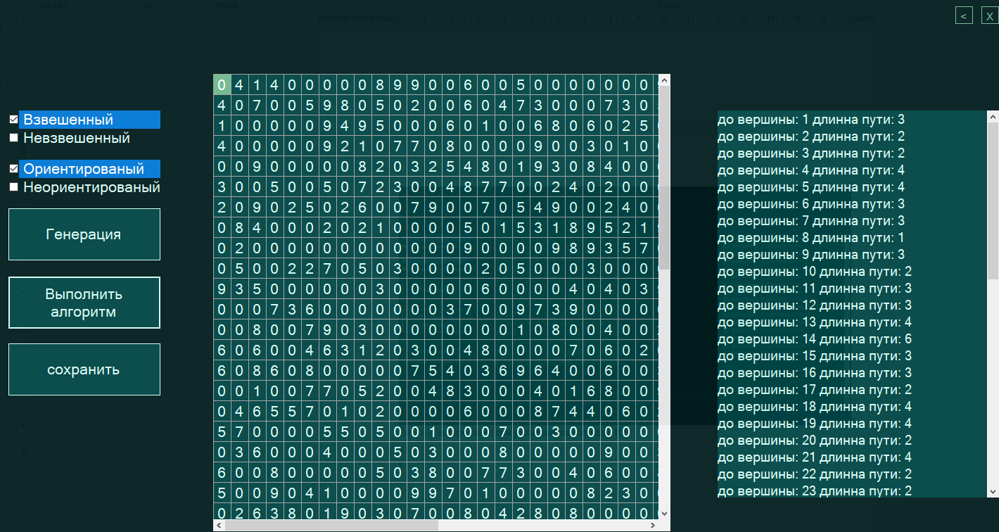 Шрифт Абзац Стили
< X
Взвешенный
Невзвешенный
Ориентированый
Неориентированый
Генерация
Выполнить
алгоритм
сохранить
0 4 1 4 0 0 0 0 0 8 9 9 0 0 6 0 0 5 0 0 0 0 0 0 0
4 0 7 0 0 5 9 8 0 5 0 2 0 0 6 0 4 7 3 0 0 0 7 3 0
1 0 0 0 0 0 9 4 9 5 0 0 0 6 0 1 0 0 6 8 0 6 0 2 5
4 0 0 0 0 0 9 2 1 0 7 7 0 8 0 0 0 0 9 0 0 3 0 1 0
0 0 9 0 0 0 0 0 8 2 0 3 2 5 4 8 0 1 9 3 0 8 4 0 0
3 0 0 5 0 0 5 0 7 2 3 0 0 4 8 7 7 0 0 2 4 0 2 0 0
2 0 9 0 2 5 0 2 6 0 0 7 9 0 0 7 0 5 4 9 0 0 2 4 0
0 8 4 0 0 0 2 0 2 1 0 0 0 0 5 0 1 5 3 1 8 9 5 2 1
0 2 0 0 0 0 0 0 0 0 0 0 0 0 9 0 0 0 0 9 8 9 3 5 7
0 5 0 0 2 2 7 0 5 0 3 0 0 0 0 2 0 5 0 0 0 3 0 0 0
9 3 5 0 0 0 0 0 0 3 0 0 0 0 0 6 0 0 0 0 4 0 4 0 3
0 0 0 7 3 6 0 0 0 0 0 0 0 3 7 0 0 9 7 3 9 0 0 0 0
0 0 8 0 0 7 9 0 3 0 0 0 0 0 0 0 0 1 0 8 0 0 4 0 0
6 0 6 0 0 4 6 3 1 2 0 3 0 0 4 8 0 0 0 0 7 0 6 0 2
6 0 8 6 0 8 0 0 0 0 0 7 5 4 0 3 6 9 6 4 0 0 6 0 0
0 0 1 0 0 7 7 0 5 2 0 0 4 8 3 0 0 0 4 0 1 6 8 0 0
0 4 6 5 5 7 0 1 0 2 0 0 0 0 6 0 0 0 8 7 4 4 0 6 0
5 7 0 0 0 0 5 5 0 5 0 0 1 0 0 0 7 0 0 3 0 0 0 0 0
0 3 6 0 0 0 4 0 0 0 5 0 3 0 0 0 8 0 0 0 0 0 9 0 0
6 0 0 8 0 0 0 0 0 5 0 3 8 0 0 7 7 3 0 0 4 0 6 0 0
5 0 0 9 0 4 1 0 0 0 0 9 9 7 0 1 0 0 0 0 0 8 2 3 0
0 2 6 3 8 0 1 9 0 3 0 7 0 0 8 0 4 2 8 0 8 0 0 0 0
до вершины: 1 длинна пути: 3
до вершины: 2 длинна пути: 2
до вершины: 3 длинна пути: 2
до вершины: 4 длинна пути: 4
до вершины: 5 длинна пути: 4
до вершины: 6 длинна пути: 3
до вершины: 7 длинна пути: 3
до вершины: 8 длинна пути: 1
до вершины: 9 длинна пути: 3
до вершины: 10 длинна пути: 2
до вершины: 11 длинна пути: 3
до вершины: 12 длинна пути: 3
до вершины: 13 длинна пути: 4
до вершины: 14 длинна пути: 6
до вершины: 15 длинна пути: 3
до вершины: 16 длинна пути: 3
до вершины: 17 длинна пути: 2
до вершины: 18 длинна пути: 4
до вершины: 19 длинна пути: 4
до вершины: 20 длинна пути: 2
до вершины: 21 длинна пути: 4
до вершины: 22 длинна пути: 2
до вершины: 23 длинна пути: 2